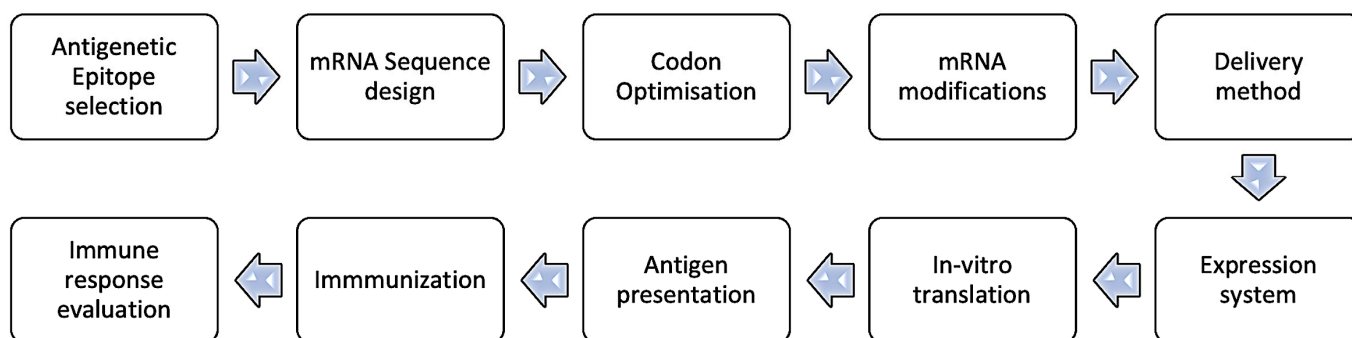 Antigenetic
Epitope
selection
mRNA Sequence
design
Codon
Optimisation
mRNA
modifications
Delivery
method
Expression
system
In-vitro
translation
Antigen
presentation
Immmunization
Immune
response
evaluation